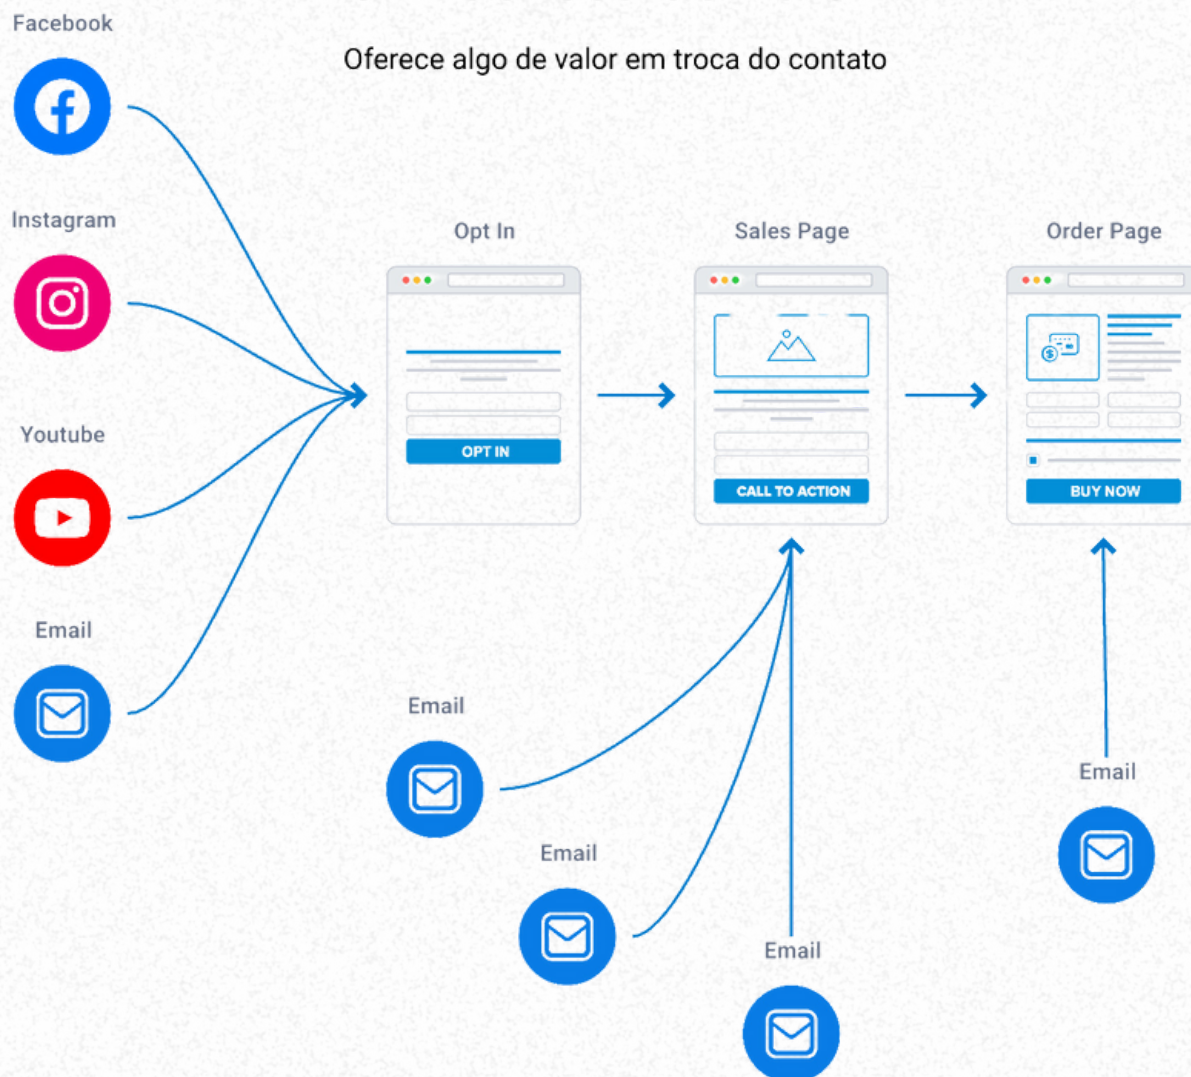 Facebook
Oferece algo de valor em troca do contato
Instagram
Opt In
Sales Page
Order Page
Youtube
OPT IN
CALL TO ACTION
BUY NOW
Email
Email
Email
Email
Email